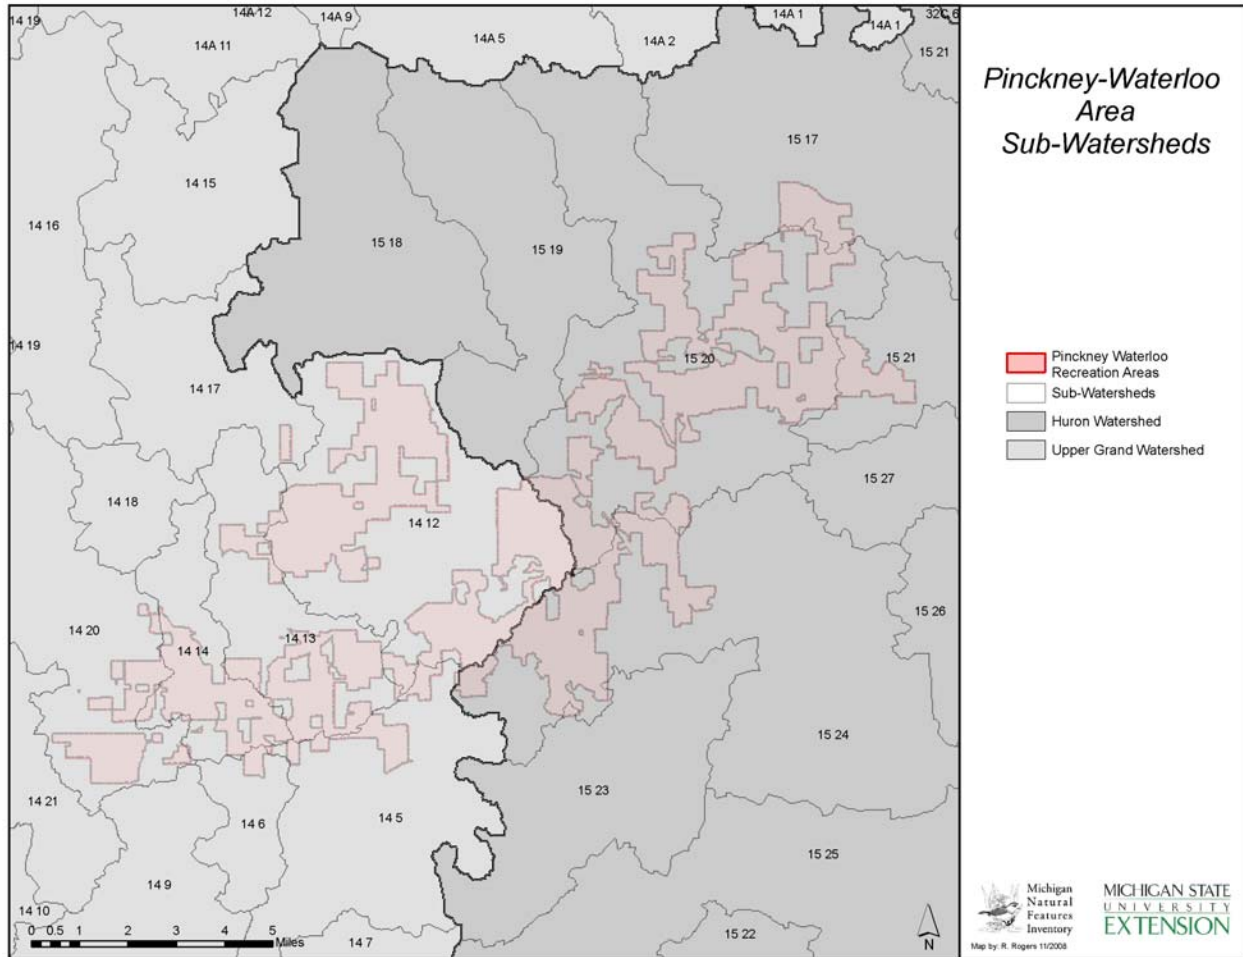 14 19
14A 12
14A 9
14A 5
14A 2
14A 1
14A 1
32C 6
14A 11
15 21
15 17
14 15
14 16
15 18
15 19
14 19
14 17
15 20
15 21
14 18
14 12
15 27
15 26
14 20
14 14
14 13
15 24
15 23
14 21
14 6
14 5
15 25
14 9
14 10
14 7
15 22
0 0.5 1 2 3 4 5
Miles
N
Pinckney-Waterloo
Area
Sub-Watersheds
Pinckney Waterloo
Recreation Areas
Sub-Watersheds
Huron Watershed
Upper Grand Watershed
Michigan
Natural
Features
Inventory
MICHIGAN STATE
UNIVERSITY
EXTENSION
Map by: R. Rogers 11/2008